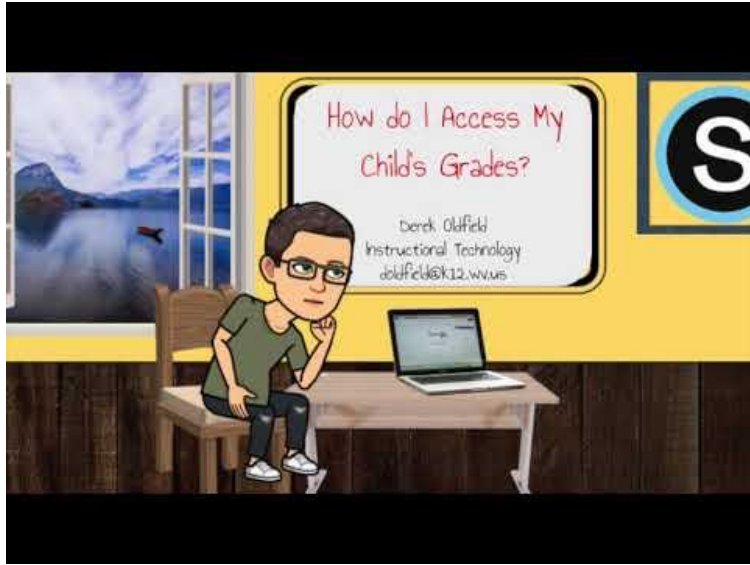 How do I Access My
Child's Grades?
Derek Oldfield
Instructional Technology
doldfield@k12.wv.us
S